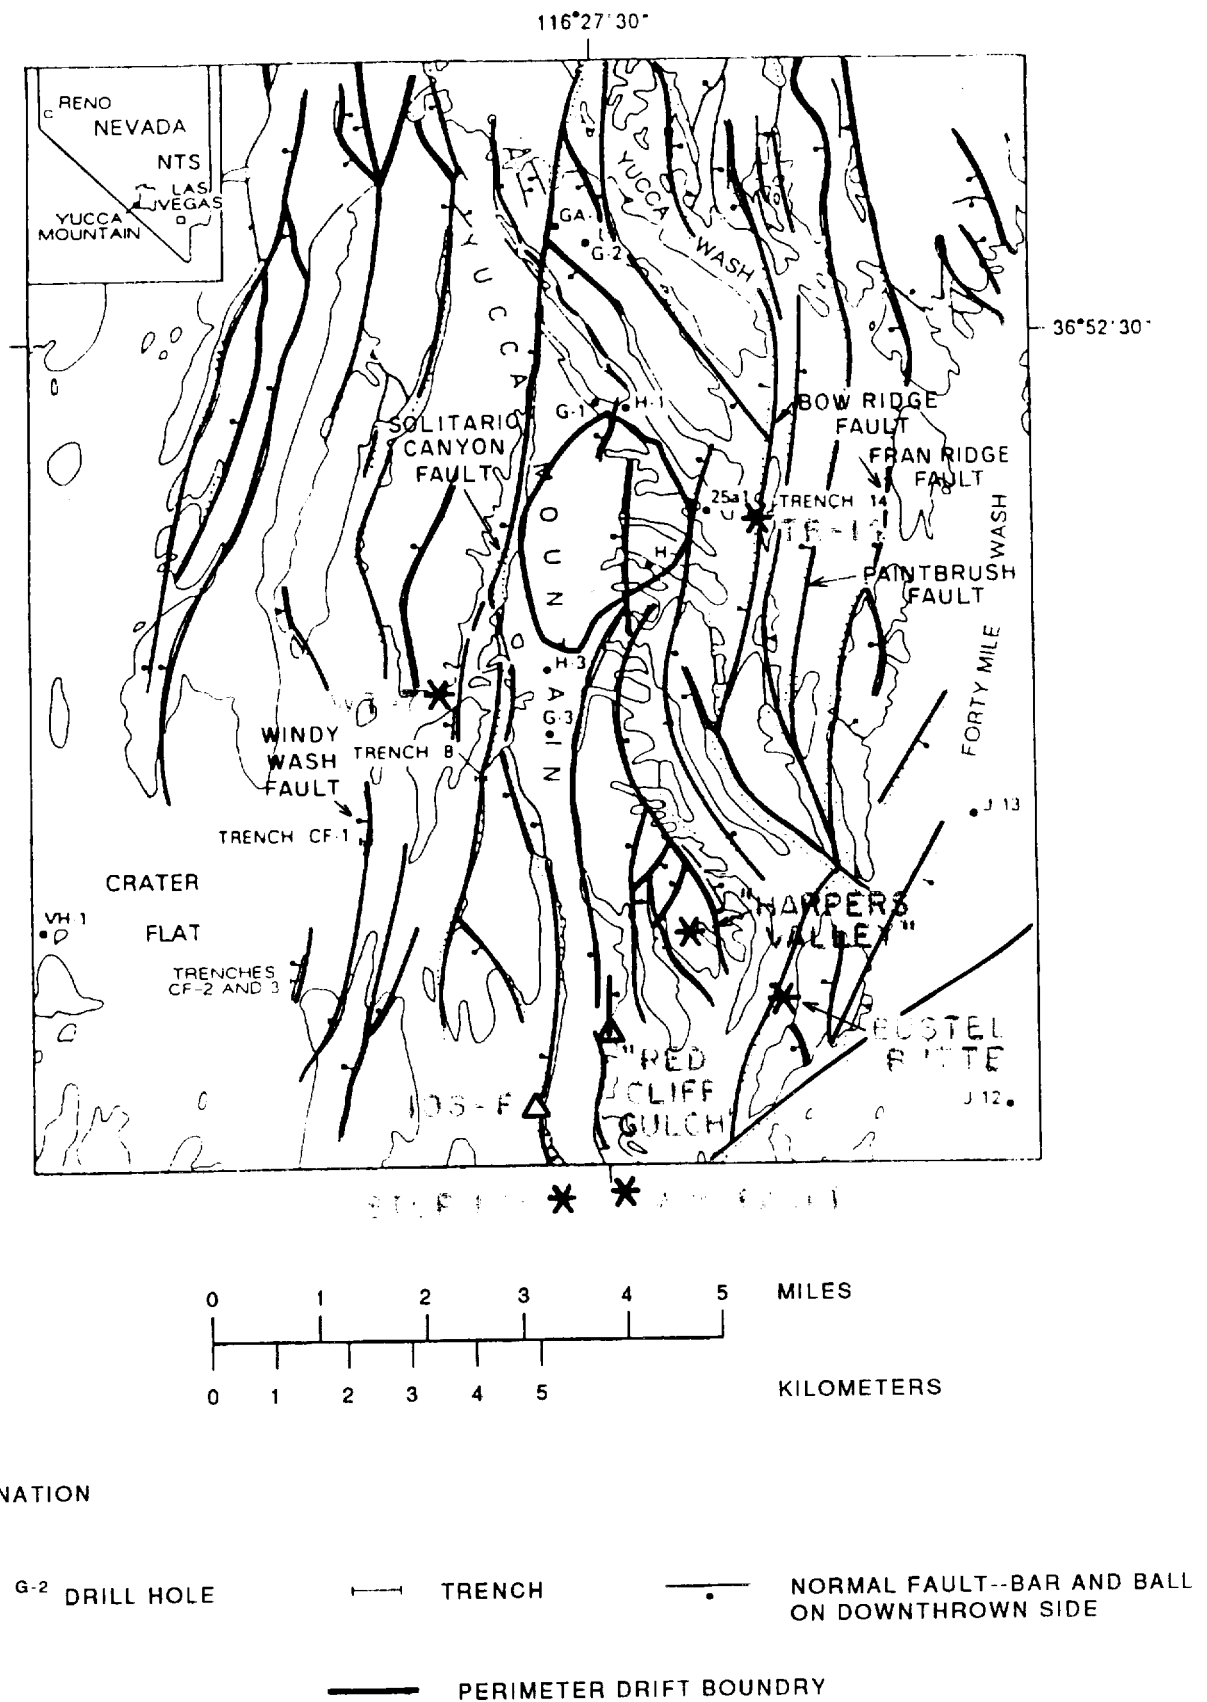 116°27'30"
RENO
NEVADA
NTS
LAS
VEGAS
YUCCA
MOUNTAIN
YUCCA
WASH
GA-
G-2
36°52'30"
YUCCA
MOUNTAIN
G-1
H-1
BOW RIDGE
FAULT
SOLITARIO
CANYON
FAULT
FRAN RIDGE
FAULT
TRENCH 14
H-
PAINTBRUSH
FAULT
FORTY MILE
WASH
H-3
G-3
WINDY
WASH
FAULT
TRENCH 8
TRENCH CF-1
J-13
CRATER
FLAT
VH-1
"HARPERS
VALLEY"
TRENCHES
CF-2 AND 3
"RED
CLIFF
GULCH
J-12
0
1
2
3
4
5
MILES
0
1
2
3
4
5
KILOMETERS
NATION
G-2 DRILL HOLE
TRENCH
NORMAL FAULT--BAR AND BALL
ON DOWNTHROWN SIDE
PERIMETER DRIFT BOUNDRY